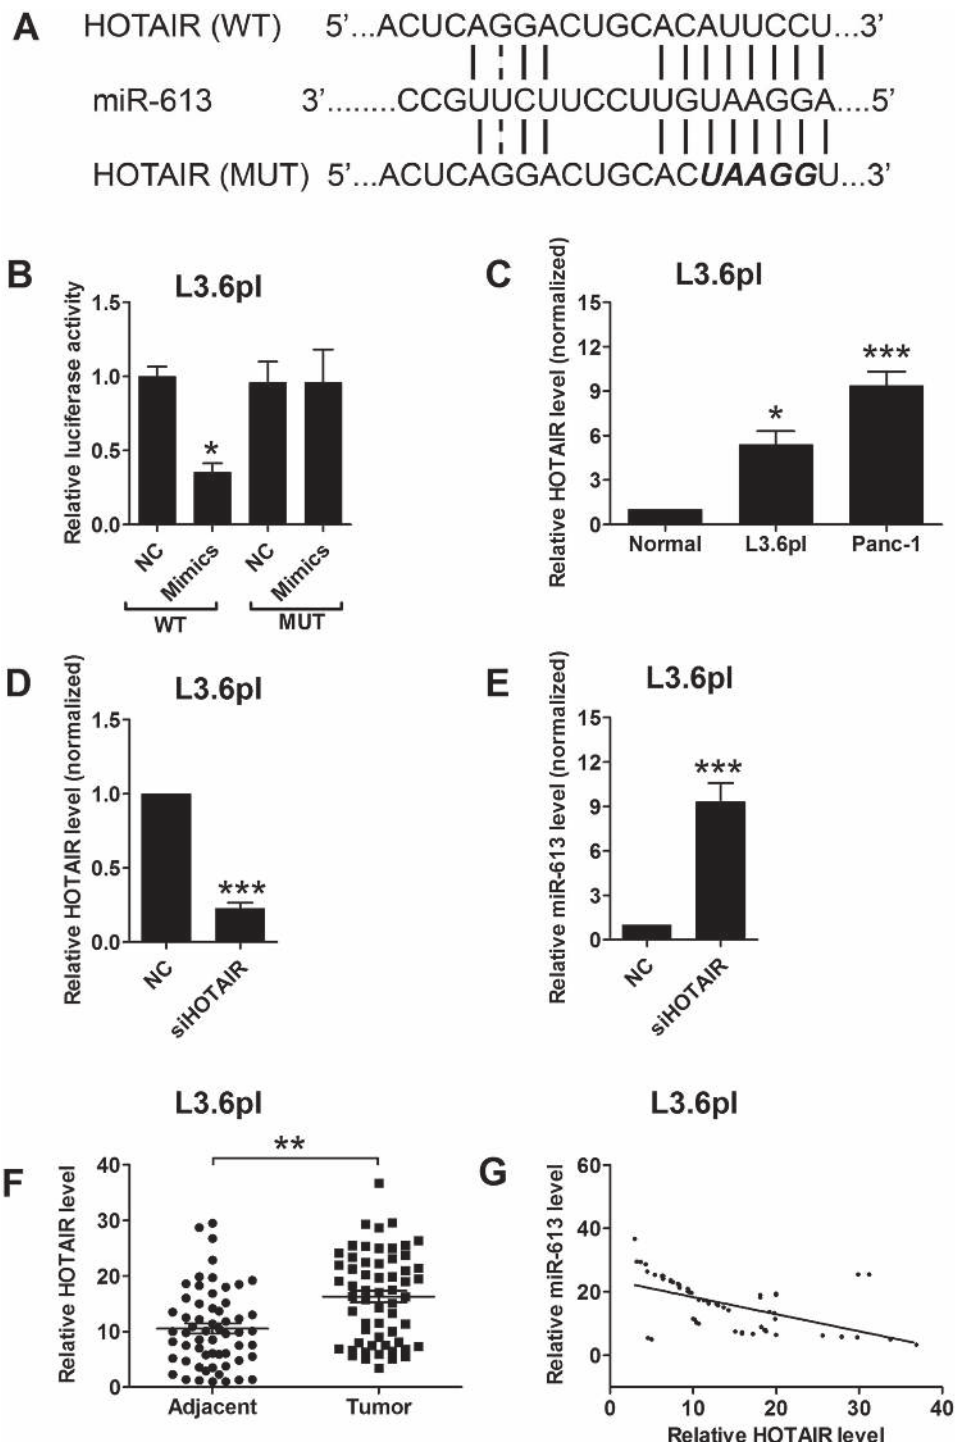 A
HOTAIR (WT) 5'...ACUCAGGACUGCACAUUCCU...3'
miR-613 3'........CCGUUCUUCCUUGUAAGGA....5'
HOTAIR (MUT) 5'...ACUCAGGACUGCACUAAGGU...3'
B
L3.6pl
Relative luciferase activity
1.5
1.0
0.5
0.0
*
NC
Mimics
NC
Mimics
WT
MUT
C
L3.6pl
Relative HOTAIR level (normalized)
15
12
9
6
3
0
*
***
Normal
L3.6pl
Panc-1
D
L3.6pl
Relative HOTAIR level (normalized)
1.5
1.0
0.5
0.0
***
NC
siHOTAIR
E
L3.6pl
Relative miR-613 level (normalized)
15
12
9
6
3
0
***
NC
siHOTAIR
F
L3.6pl
Relative HOTAIR level
40
30
20
10
0
**
Adjacent
Tumor
G
L3.6pl
Relative miR-613 level
60
40
20
0
0
10
20
30
40
Relative HOTAIR level